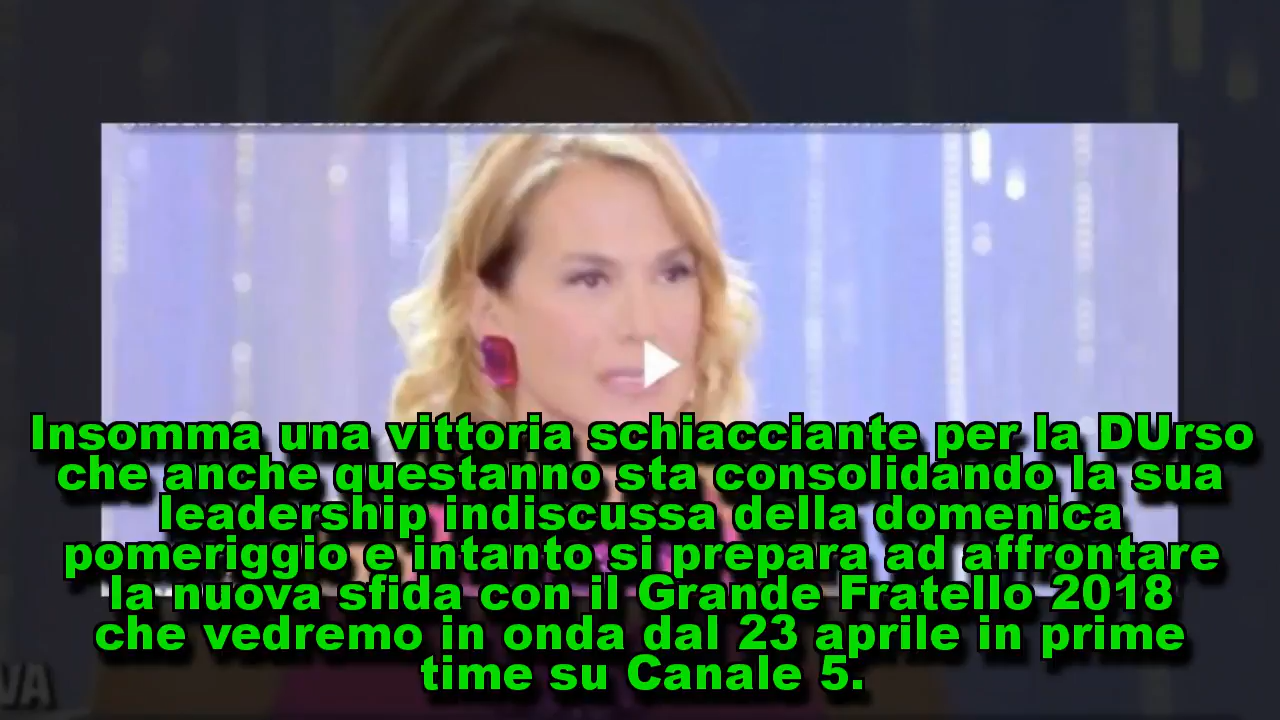 Insomma una vittoria schiacciante per la DUrso
che anche questanno sta consolidando la sua
leadership indiscussa della domenica
pomeriggio e intanto si prepara ad affrontare
la nuova sfida con il Grande Fratello 2018
che vedremo in onda dal 23 aprile in prime
time su Canale 5.
VA